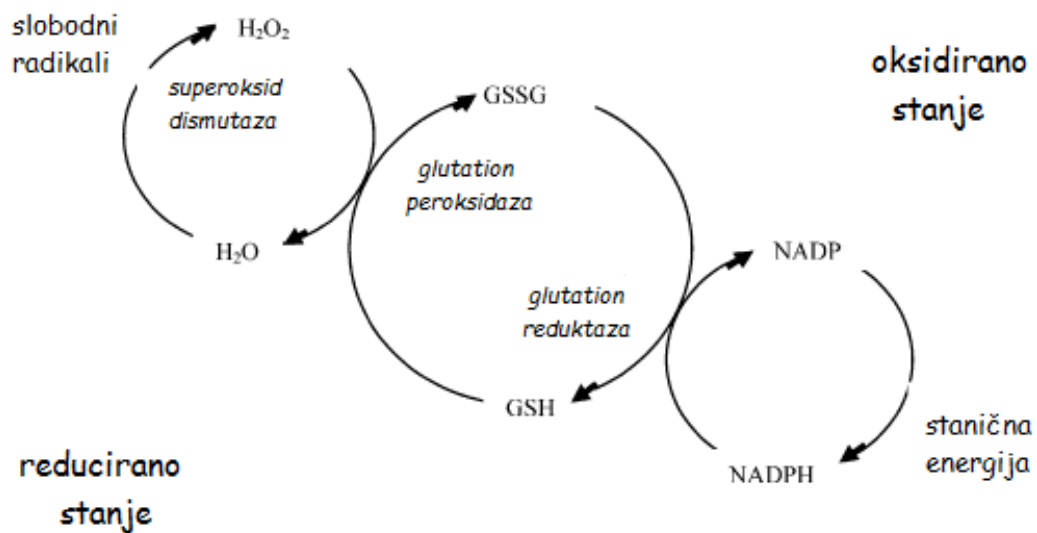 slobodni
radikali
H₂O₂
superoksid
dismutaza
H₂O
GSSG
glutation
peroksidaza
oksidirano
stanje
glutation
reduktaza
GSH
NADP
NADPH
stanična
energija
reducirano
stanje